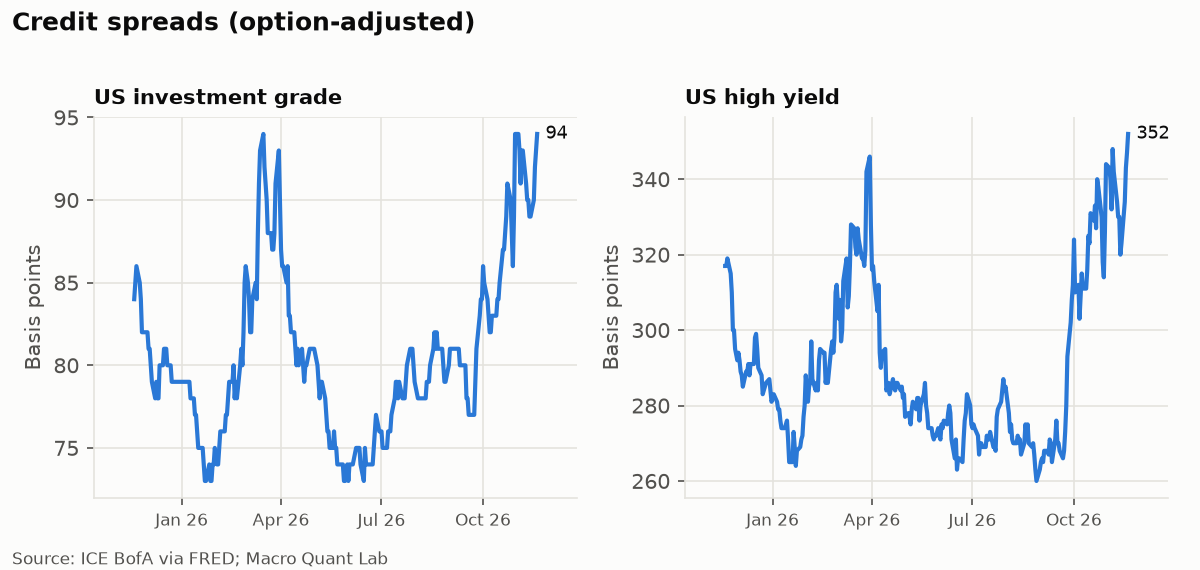 Credit spreads (option-adjusted)
US investment grade
95
90
85
80
75
Basis points
94
Jan 26
Apr 26
Jul 26
Oct 26
US high yield
340
320
300
280
260
Basis points
352
Jan 26
Apr 26
Jul 26
Oct 26
Source: ICE BofA via FRED; Macro Quant Lab